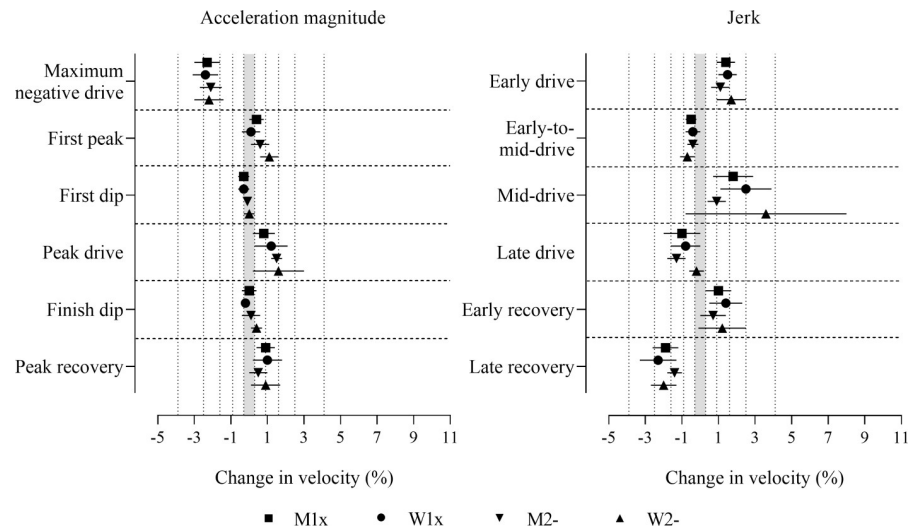 Acceleration magnitude
Maximum
negative drive
First peak
First dip
Peak drive
Finish dip
Peak recovery
-5 -3 -1 1 3 5 7 9 11
Change in velocity (%)
Jerk
Early drive
Early-to-
mid-drive
Mid-drive
Late drive
Early recovery
Late recovery
-5 -3 -1 1 3 5 7 9 11
Change in velocity (%)
M1x W1x M2- W2-